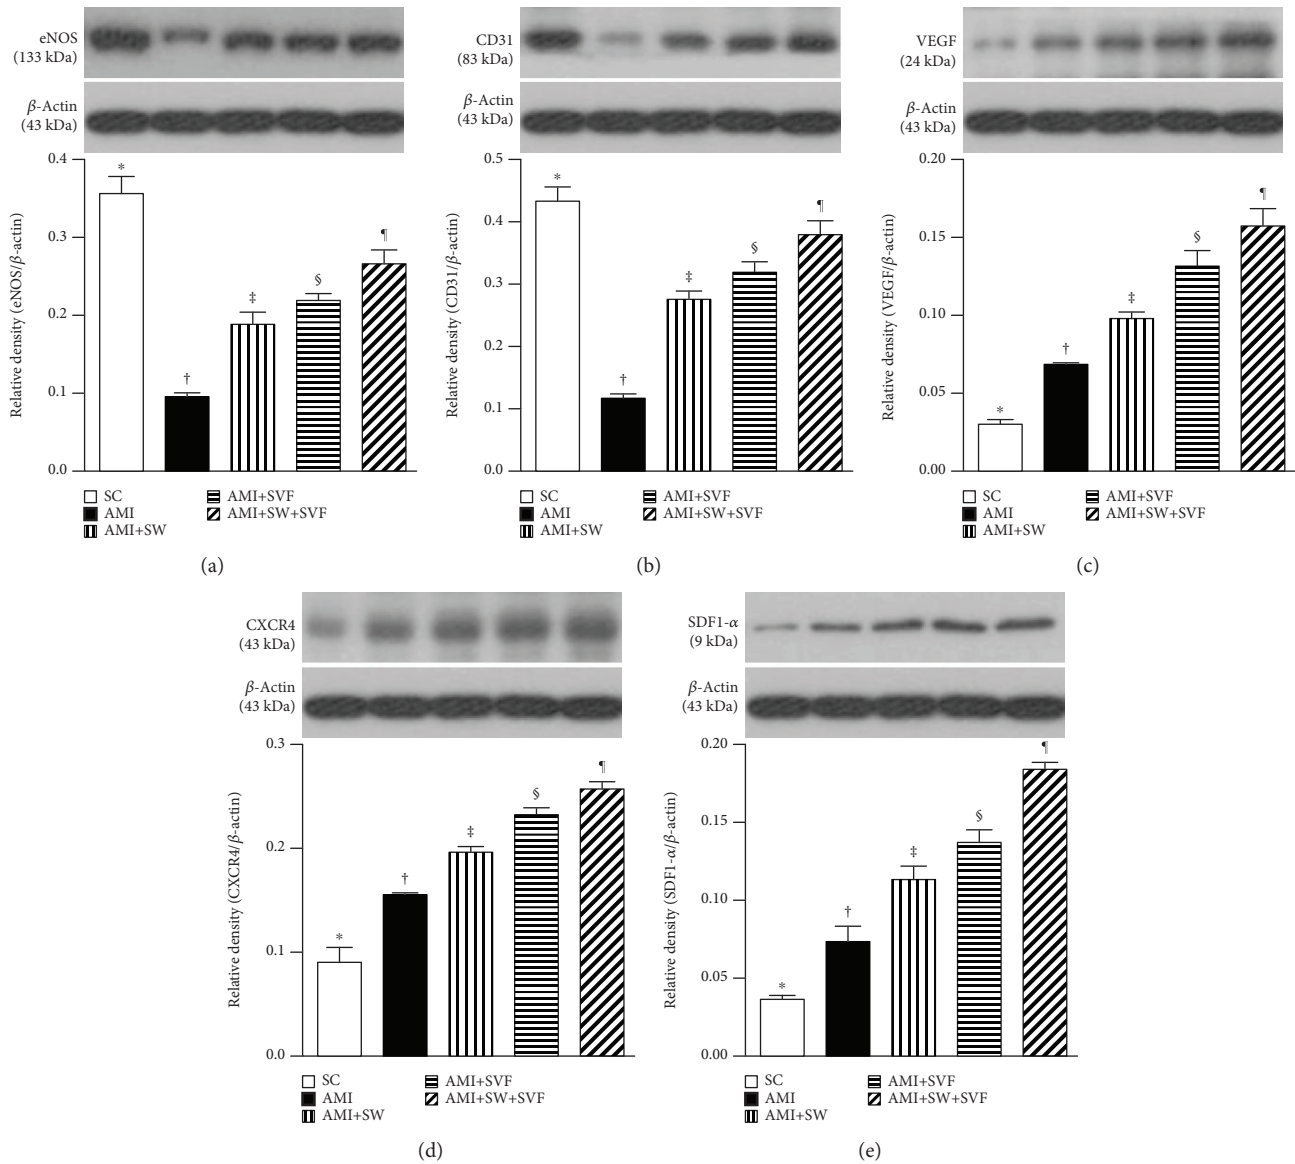 eNOS
(133 kDa)
β-Actin
(43 kDa)
0.4
0.3
0.2
0.1
0.0
Relative density (eNOS/β-actin)
*
†
‡
§
¶
SC
AMI
AMI+SW
AMI+SVF
AMI+SW+SVF
(a)
CD31
(83 kDa)
β-Actin
(43 kDa)
0.5
0.4
0.3
0.2
0.1
0.0
Relative density (CD31/β-actin)
*
†
‡
§
¶
SC
AMI
AMI+SW
AMI+SVF
AMI+SW+SVF
(b)
VEGF
(24 kDa)
β-Actin
(43 kDa)
0.20
0.15
0.10
0.05
0.00
Relative density (VEGF/β-actin)
*
†
‡
§
¶
SC
AMI
AMI+SW
AMI+SVF
AMI+SW+SVF
(c)
CXCR4
(43 kDa)
β-Actin
(43 kDa)
0.3
0.2
0.1
0.0
Relative density (CXCR4/β-actin)
*
†
‡
§
¶
SC
AMI
AMI+SW
AMI+SVF
AMI+SW+SVF
(d)
SDF1-α
(9 kDa)
β-Actin
(43 kDa)
0.20
0.15
0.10
0.05
0.00
Relative density (SDF1-α/β-actin)
*
†
‡
§
¶
SC
AMI
AMI+SW
AMI+SVF
AMI+SW+SVF
(e)